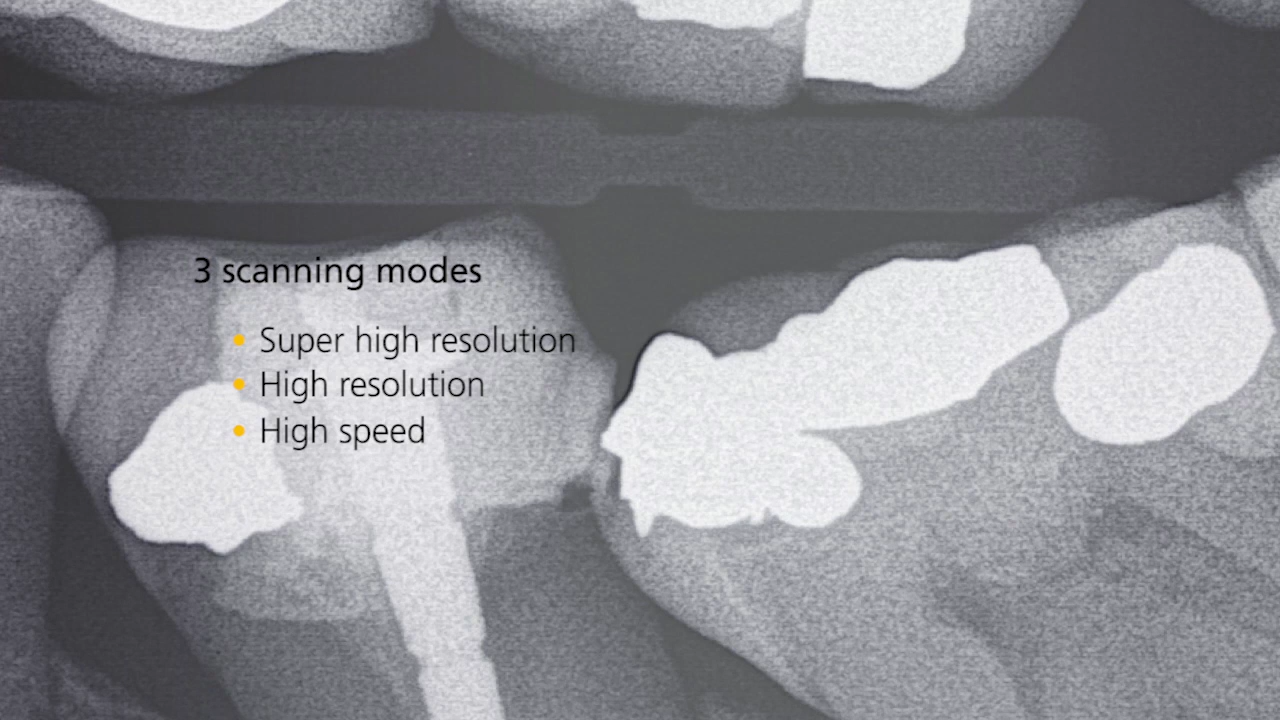 3 scanning modes
Super high resolution
High resolution
High speed